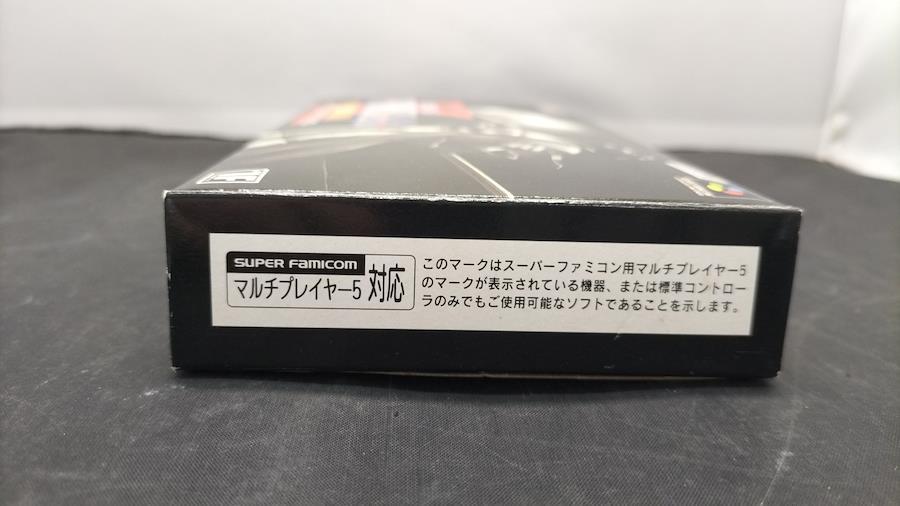 SUPER FAMICOM
マルチプレイヤー5
対応
このマークはスーパーファミコン用マルチプレイヤー5
のマークが表示されている機器、または標準コントロー
ラのみでもご使用可能なソフトであることを示します。